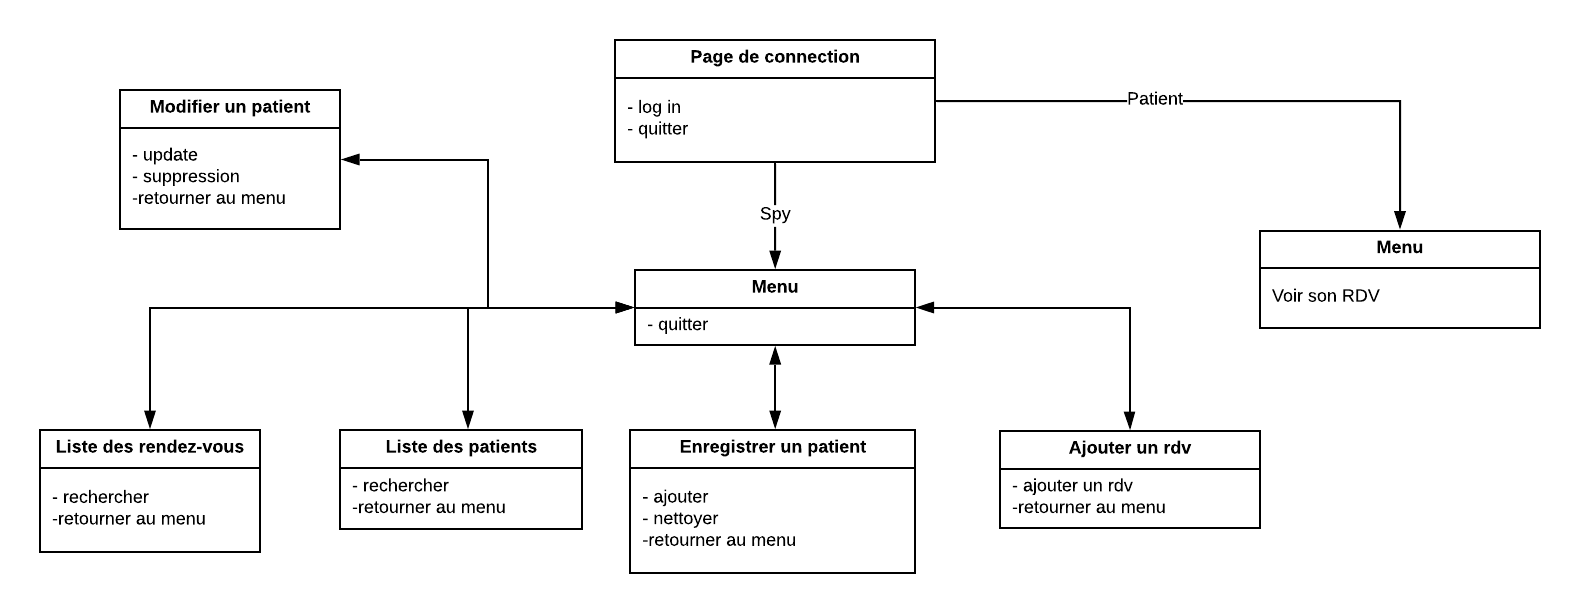 Page de connection
- log in
- quitter
Patient
Modifier un patient
- update
- suppression
-retourner au menu
Spy
Menu
Voir son RDV
Menu
- quitter
Liste des rendez-vous
- rechercher
-retourner au menu
Liste des patients
- rechercher
-retourner au menu
Enregistrer un patient
- ajouter
- nettoyer
-retourner au menu
Ajouter un rdv
- ajouter un rdv
-retourner au menu